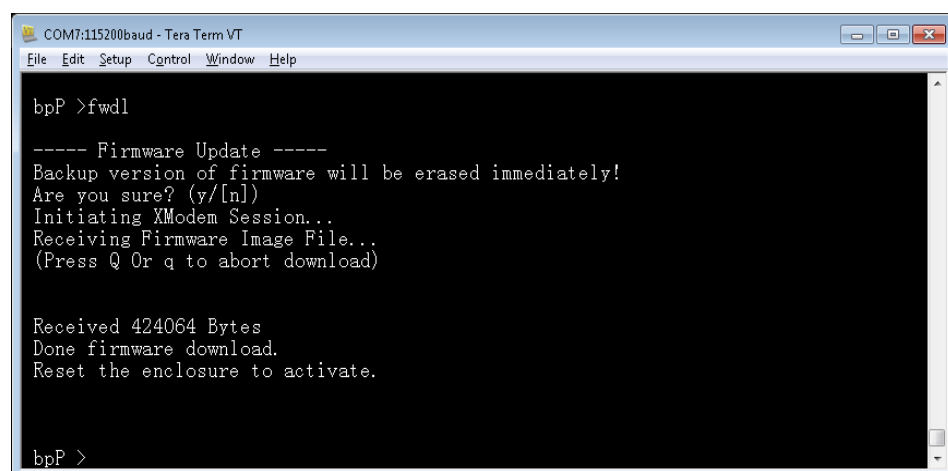 COM7:115200baud - Tera Term VT
File Edit Setup Control Window Help
bpP >fwdl
----- Firmware Update -----
Backup version of firmware will be erased immediately!
Are you sure? (y/[n])
Initiating XModem Session...
Receiving Firmware Image File...
(Press Q Or q to abort download)
Received 424064 Bytes
Done firmware download.
Reset the enclosure to activate.
bpP >